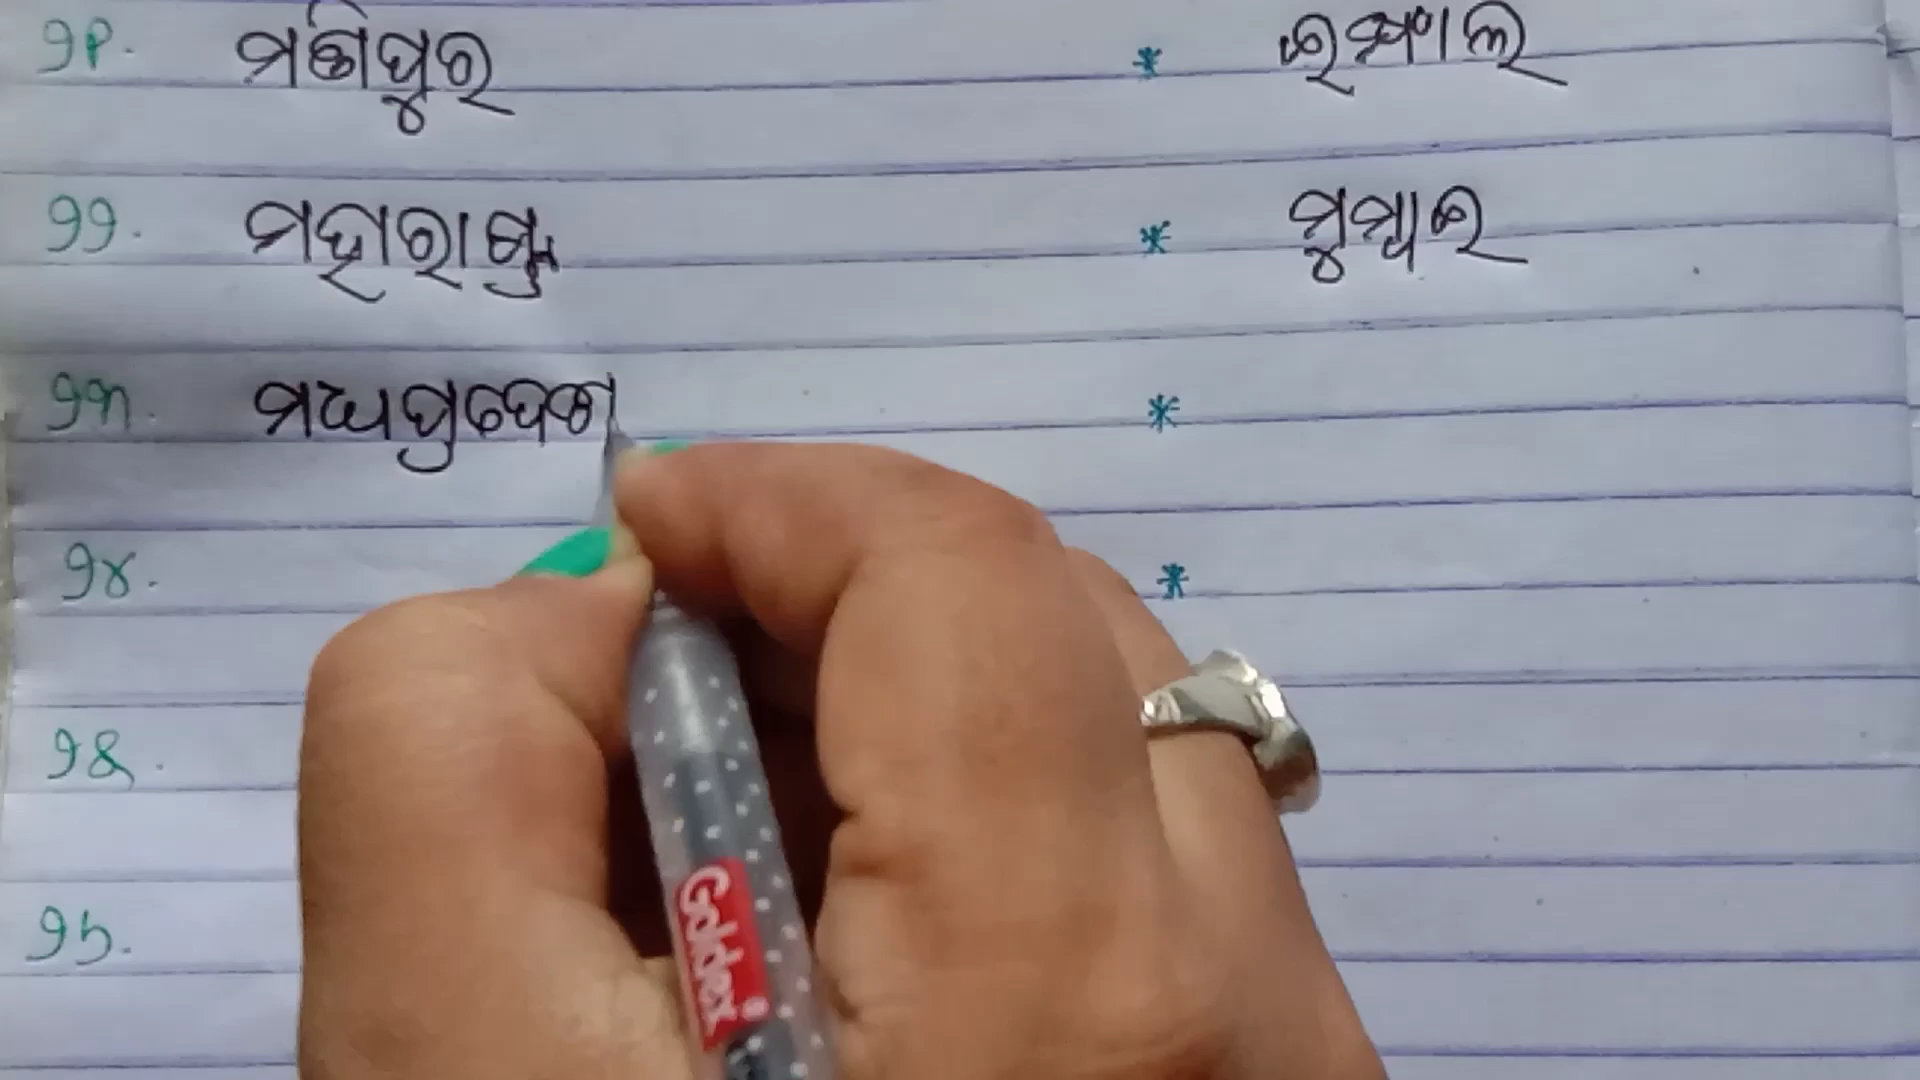 ୨୧. ମଣିପୁର * ଇମ୍ଫାଲ
୨୨. ମହାରାଷ୍ଟ୍ର * ମୁମ୍ବାଇ
୨୩. ମଧ୍ୟପ୍ରଦେଶ *
୨୪. *
୨୫.
୨୬.
Goldex